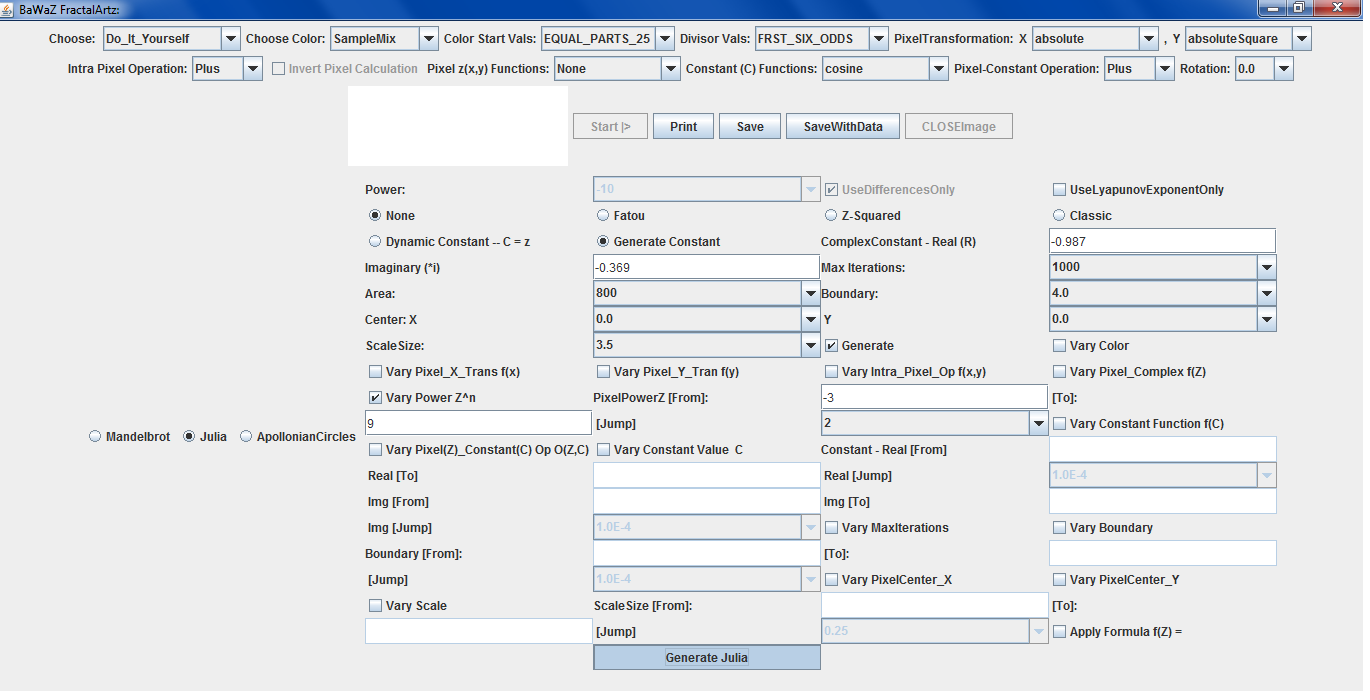 BaWaZ FractalArtz:
Choose: Do_It_Yourself Choose Color: SampleMix Color Start Vals: EQUAL_PARTS_25 Divisor Vals: FRST_SIX_ODDS PixelTransformation: X absolute , Y absoluteSquare
Intra Pixel Operation: Plus Invert Pixel Calculation Pixel z(x,y) Functions: None Constant (C) Functions: cosine Pixel-Constant Operation: Plus Rotation: 0.0
Start |> Print Save SaveWithData CLOSEImage
Power: -10 UseDifferencesOnly UseLyapunovExponentOnly
None Fatou Z-Squared Classic
Dynamic Constant -- C = z Generate Constant ComplexConstant - Real (R) -0.987
Imaginary (*i) -0.369 Max Iterations: 1000
Area: 800 Boundary: 4.0
Center: X 0.0 Y 0.0
ScaleSize: 3.5 Generate Vary Color
Vary Pixel_X_Trans f(x) Vary Pixel_Y_Tran f(y) Vary Intra_Pixel_Op f(x,y) Vary Pixel_Complex f(Z)
Vary Power Z^n PixelPowerZ [From]: -3 [To]:
9 [Jump] 2 Vary Constant Function f(C)
Mandelbrot Julia ApollonianCircles
Vary Pixel(Z)_Constant(C) Op O(Z,C) Vary Constant Value C Constant - Real [From]
Real [To] Real [Jump] 1.0E-4
Img [From] Img [To]
Img [Jump] 1.0E-4 Vary MaxIterations Vary Boundary
Boundary [From]: [To]:
[Jump] 1.0E-4 Vary PixelCenter_X Vary PixelCenter_Y
Vary Scale ScaleSize [From]: [To]:
[Jump] 0.25 Apply Formula f(Z) =
Generate Julia